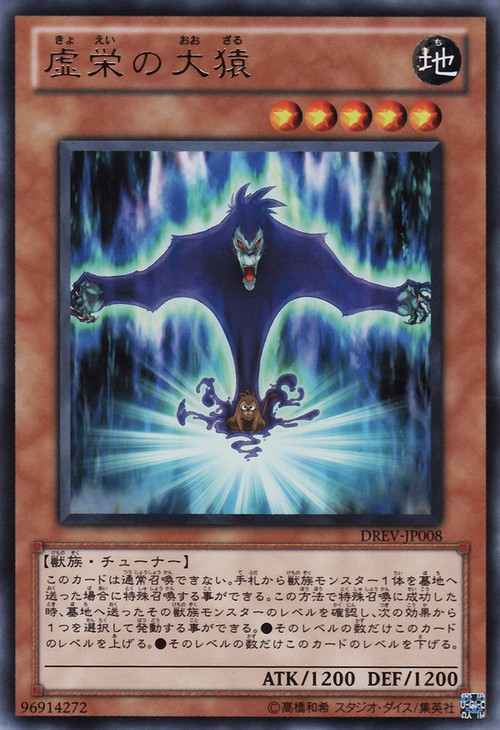 虚栄の大猿
地
DREV-JP008
【獣族・チューナー】
このカードは通常召喚できない。手札から獣族モンスター1体を墓地へ
送った場合に特殊召喚する事ができる。この方法で特殊召喚に成功した
時、墓地へ送ったその獣族モンスターのレベルを確認し、次の効果から
1つを選択して発動する事ができる。●そのレベルの数だけこのカード
のレベルを上げる。●そのレベルの数だけこのカードのレベルを下げる。
ATK/1200 DEF/1200
96914272
©高橋和希 スタジオ・ダイス/集英社